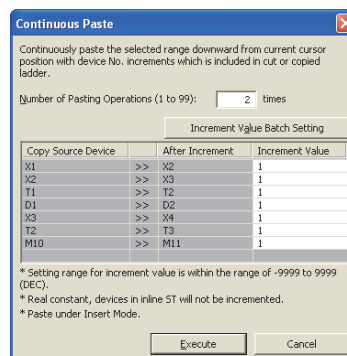 Continuous Paste
Continuously paste the selected range downward from current cursor
position with device No. increments which is included in cut or copied
ladder.
Number of Pasting Operations (1 to 99): 2 times
Increment Value Batch Setting
Copy Source Device After Increment Increment Value
X1 >> X2 1
X2 >> X3 1
T1 >> T2 1
D1 >> D2 1
X3 >> X4 1
T2 >> T3 1
M10 >> M11 1
* Setting range for increment value is within the range of -9999 to 9999
(DEC).
* Real constant, devices in inline ST will not be incremented.
* Paste under Insert Mode.
Execute Cancel